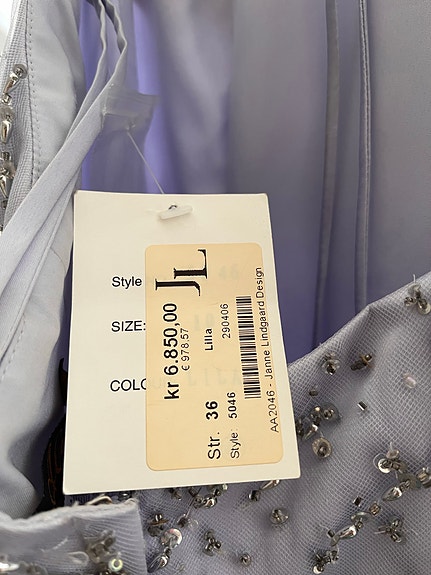 Style
SIZE:
COLO
JL
kr 6.850,00
€ 978,57
Str. 36 Lilla
Style: 5046 290406
AA2046 - Janne Lindgaard Design